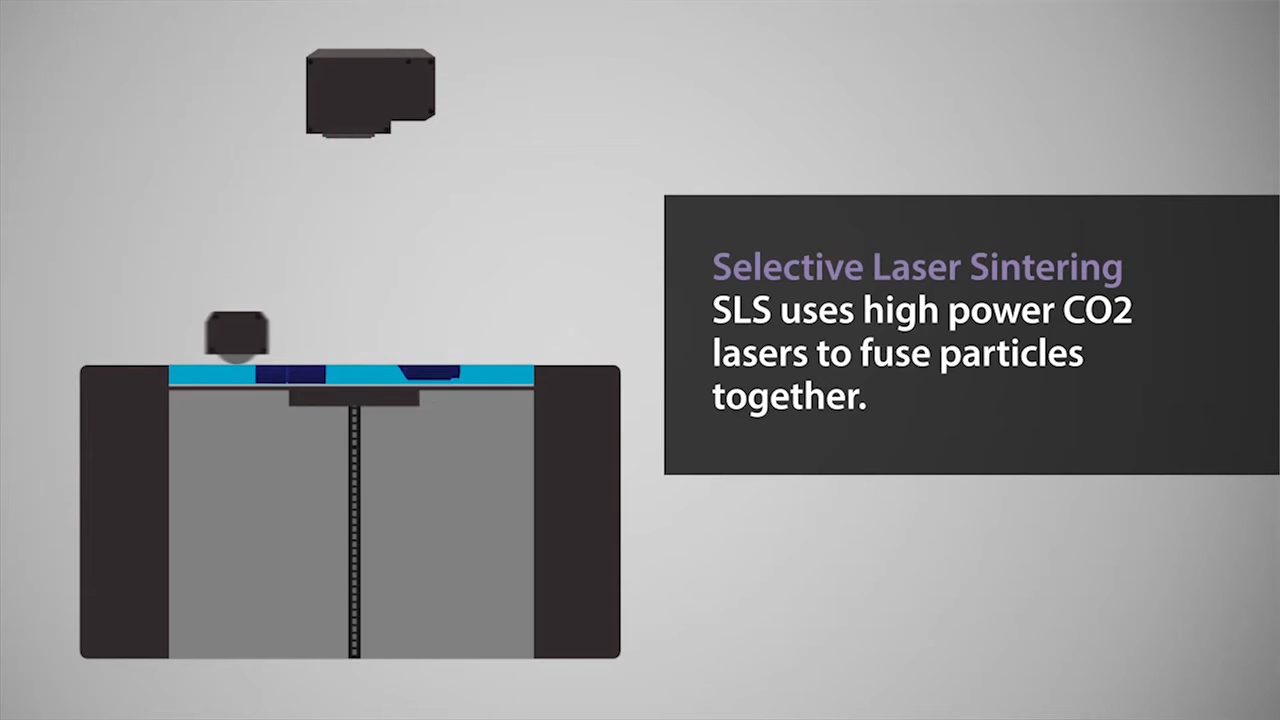 Selective Laser Sintering
SLS uses high power CO2
lasers to fuse particles
together.